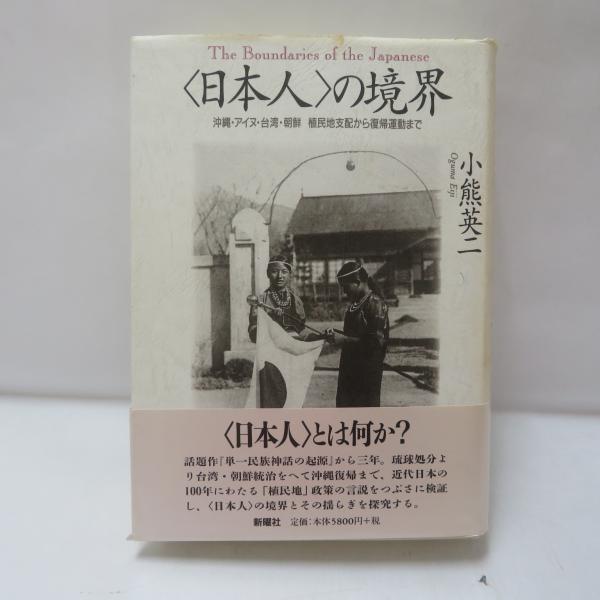 The Boundaries of the Japanese
〈日本人〉の境界
沖縄・アイヌ・台湾・朝鮮 植民地支配から復帰運動まで
小熊英二
Oguma Eiji
〈日本人〉とは何か?
話題作『単一民族神話の起源』から三年。琉球処分よ
り台湾・朝鮮統治をへて沖縄復帰まで、近代日本の
100年にわたる「植民地」政策の言説をつぶさに検証
し、〈日本人〉の境界とその揺らぎを探究する。
新曜社 定価:本体5800円+税